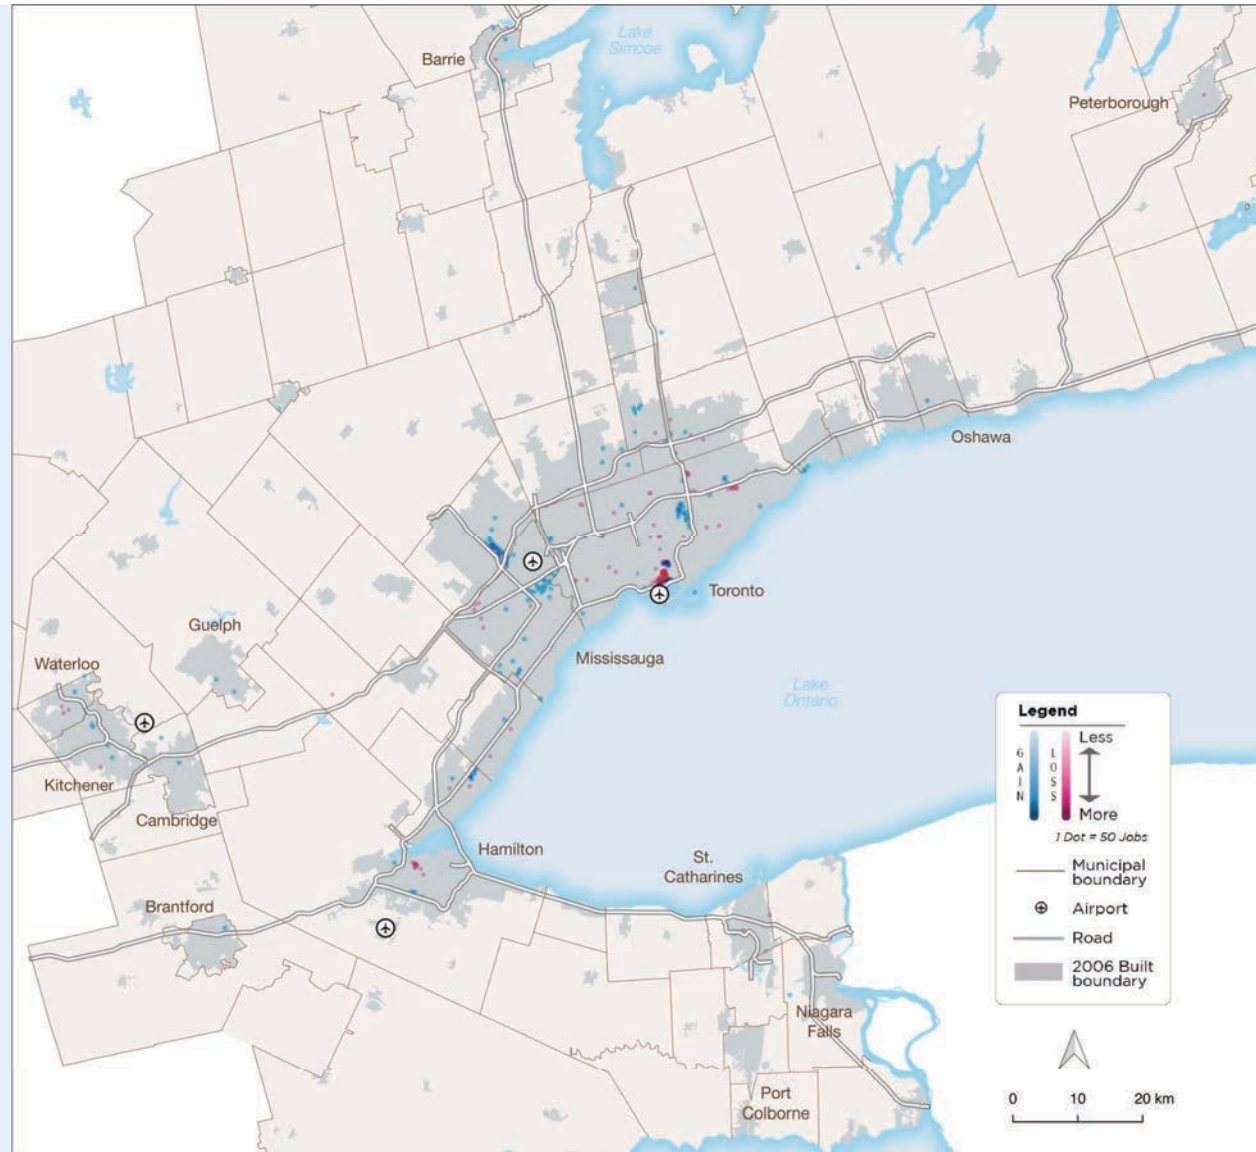 Lake
Simcoe
Barrie
Peterborough
Oshawa
Toronto
Guelph
Waterloo
Mississauga
Lake
Ontario
Kitchener
Cambridge
Hamilton
St.
Catharines
Brantford
Niagara
Falls
Port
Colborne
Legend
GAIN
LOSS
Less
More
1 Dot = 50 Jobs
Municipal
boundary
Airport
Road
2006 Built
boundary
0 10 20 km